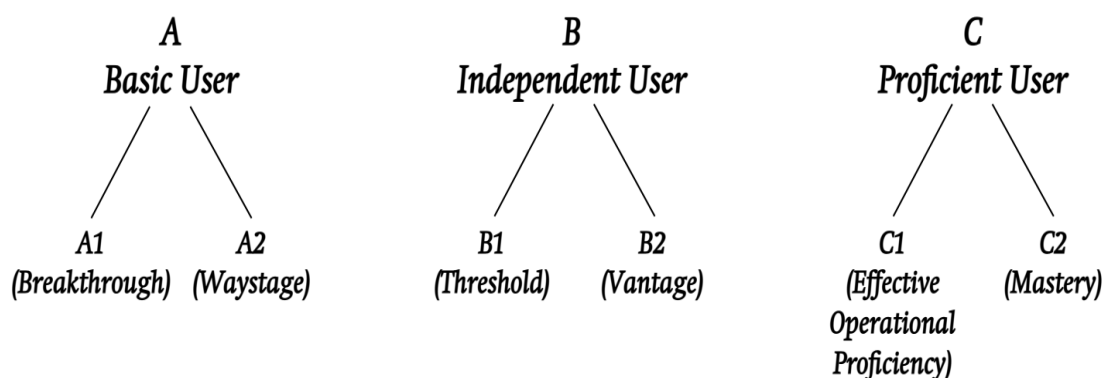 A
Basic User
A1
(Breakthrough)
A2
(Waystage)
B
Independent User
B1
(Threshold)
B2
(Vantage)
C
Proficient User
C1
(Effective
Operational
Proficiency)
C2
(Mastery)